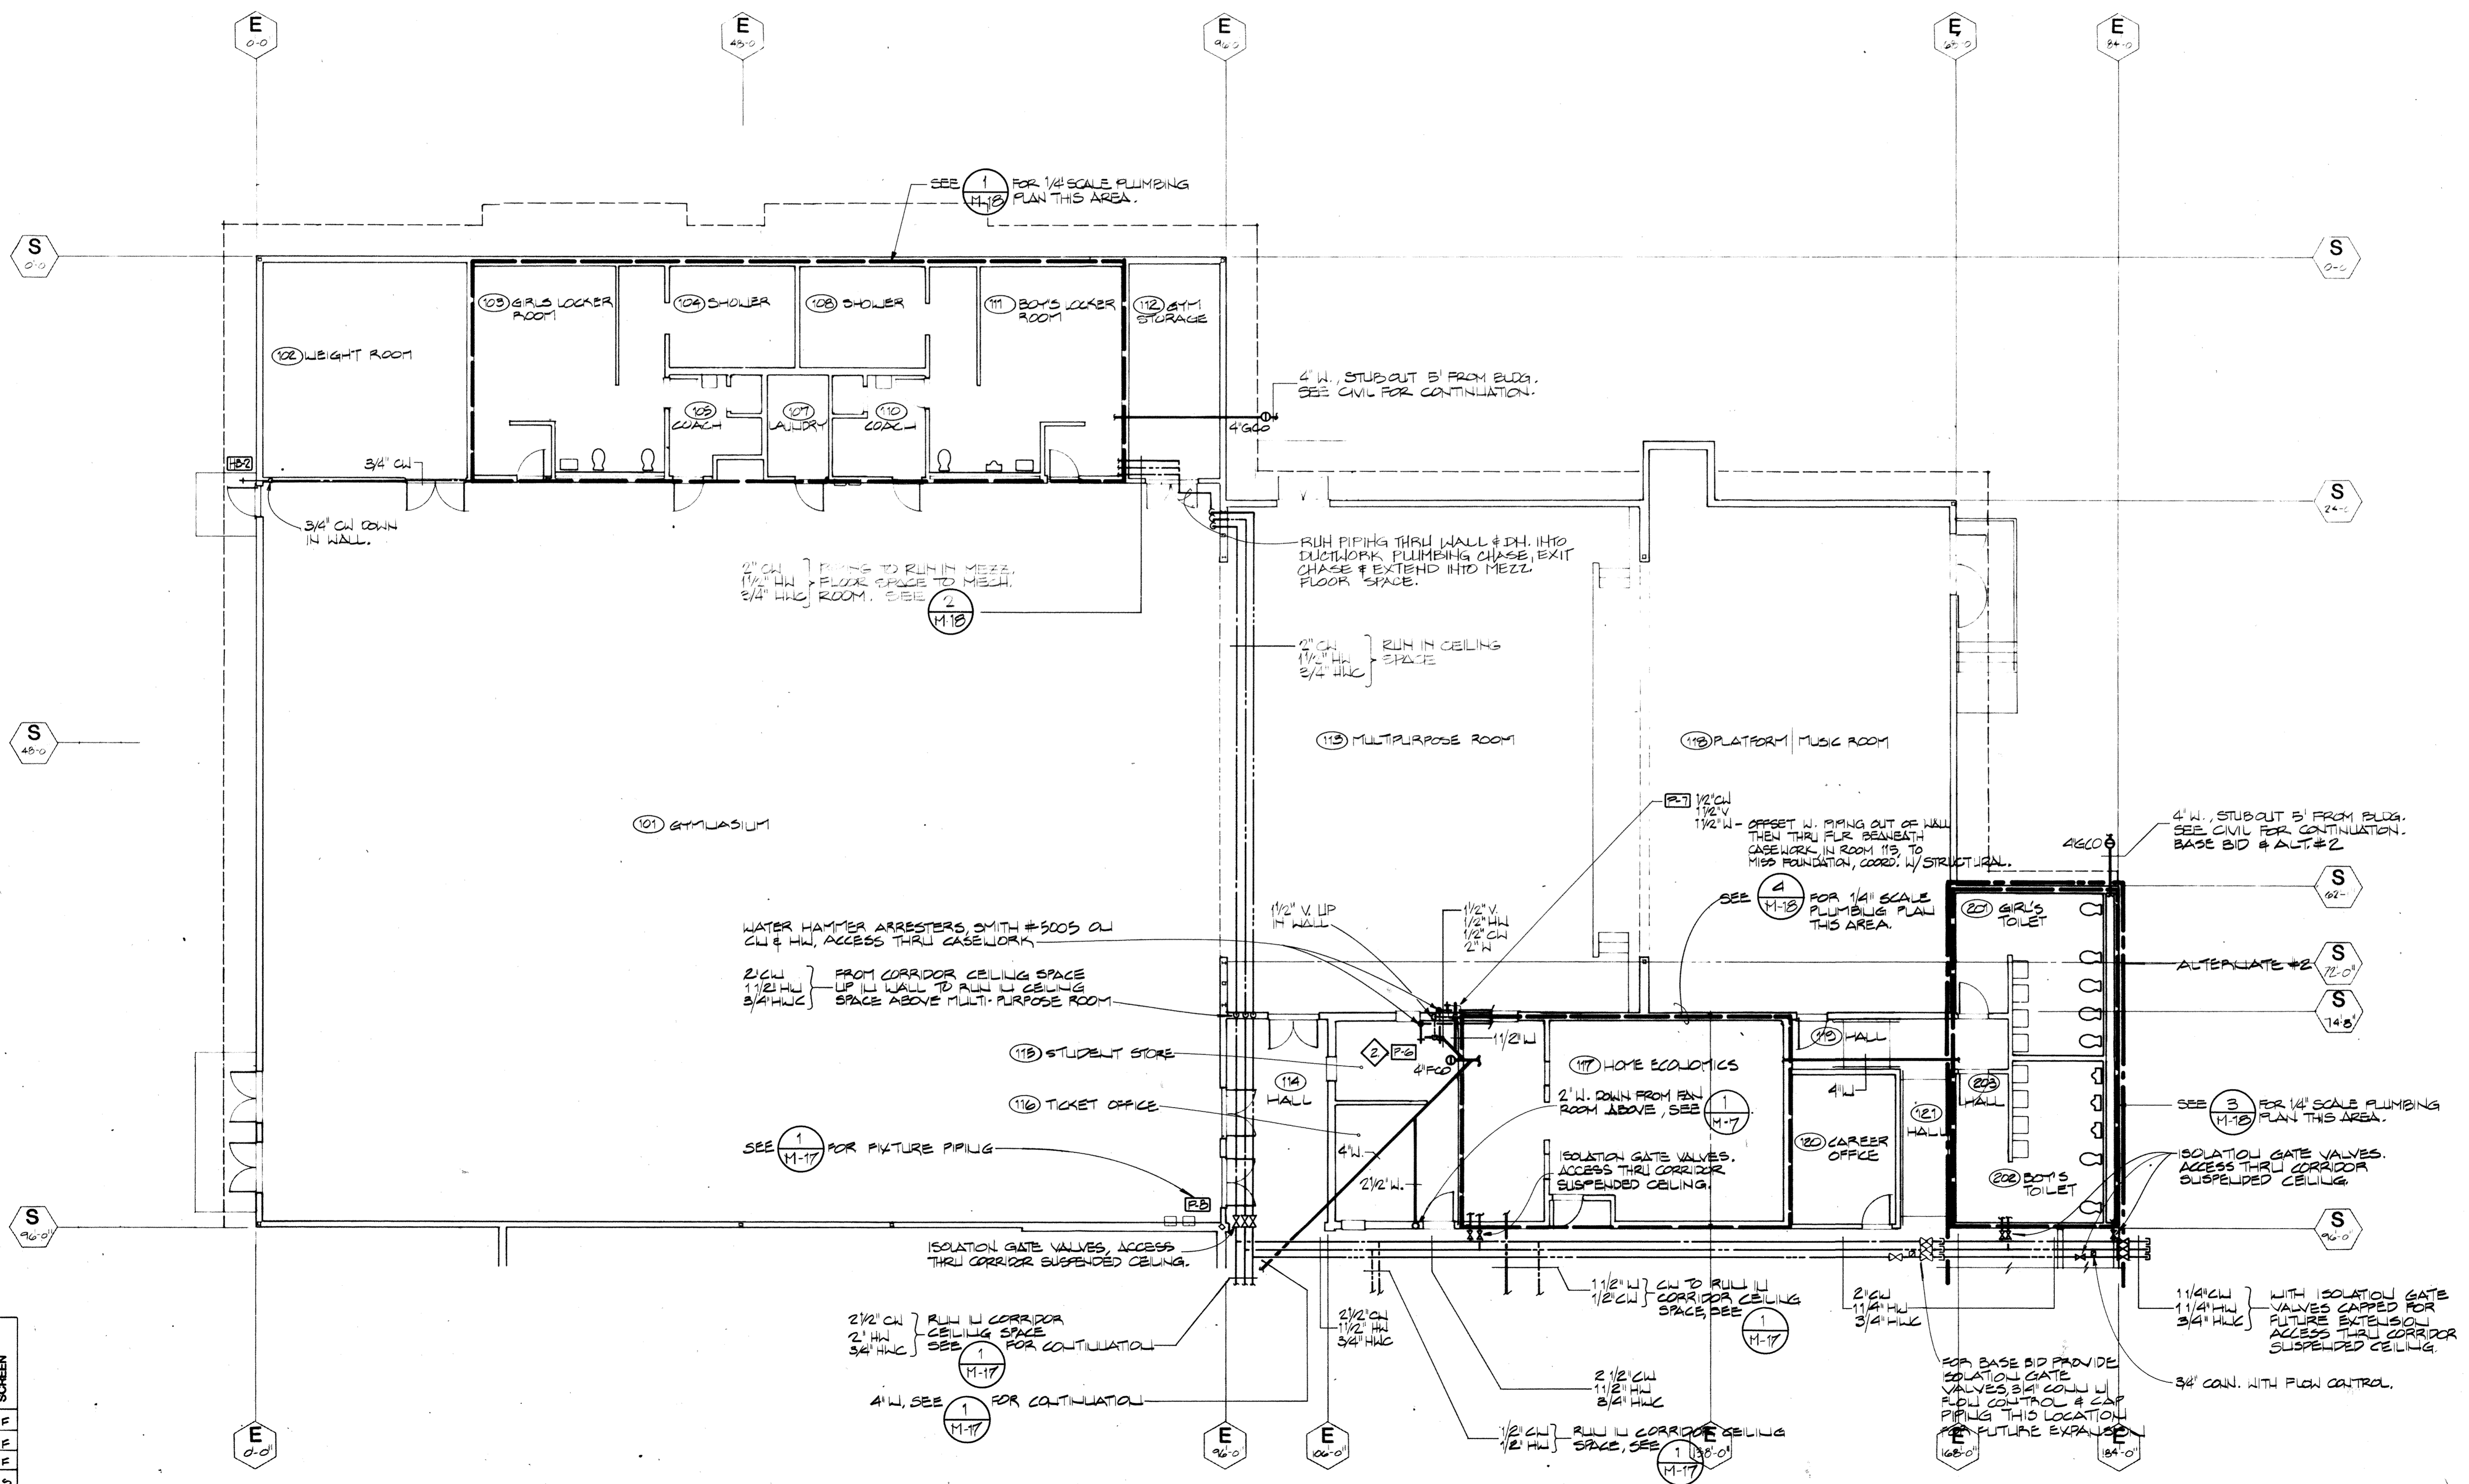 E
0-0
E
48-0
E
96-0
E
E
84-0
SEE 1 FOR 1/4" SCALE PLUMBING
M-18 PLAN THIS AREA.
S
0-0
S
0-0
103 GIRLS LOCKER
ROOM
104 SHOWER
108 SHOWER
111 BOY'S LOCKER
ROOM
112 GYM
STORAGE
102 WEIGHT ROOM
4" W., STUB OUT 5' FROM BLDG.
SEE CIVIL FOR CONTINUATION.
105
COACH
107
LAUNDRY
110
COACH
4" GCO
HB-2
3/4" CW
3/4" CW DOWN
IN WALL.
S
24-0
RUN PIPING THRU WALL & DN. INTO
DUCTWORK PLUMBING CHASE, EXIT
CHASE & EXTEND INTO MEZZ.
FLOOR SPACE.
2" CW
1 1/2" HW
3/4" HWC
PIPING TO RUN IN MEZZ.
FLOOR SPACE TO MECH.
ROOM. SEE 2
M-18
2" CW
1 1/2" HW
3/4" HWC
RUN IN CEILING
SPACE
S
48-0
113 MULTIPURPOSE ROOM
118 PLATFORM | MUSIC ROOM
101 GYMNASIUM
P-7 1/2" CW
1 1/2" V
1 1/2" W - OFFSET W. PIPING OUT OF WALL
THEN THRU FLR BEANEATH
CASEWORK, IN ROOM 115, TO
MISS FOUNDATION, COORD. W/ STRUCTURAL.
4" W., STUB OUT 5' FROM BLDG.
SEE CIVIL FOR CONTINUATION.
BASE BID & ALT. #2
4" GCO
SEE 4 FOR 1/4" SCALE
M-18 PLUMBING PLAN
THIS AREA.
S
62-
201 GIRL'S
TOILET
WATER HAMMER ARRESTERS, SMITH #5005 ON
CW & HW, ACCESS THRU CASEWORK
1 1/2" V. UP
IN WALL
1 1/2" V.
1/2" HW
1/2" CW
2" W
ALTERNATE #2
S
72-0"
2" CW
1 1/2" HW
3/4" HWC
FROM CORRIDOR CEILING SPACE
UP IN WALL TO RUN IN CEILING
SPACE ABOVE MULTI-PURPOSE ROOM
S
74-8"
115 STUDENT STORE
2
P-6
1 1/2" W
4" FCO
117 HOME ECONOMICS
119 HALL
4" W
114
HALL
116 TICKET OFFICE
2" W. DOWN FROM FAN
ROOM ABOVE, SEE 1
M-7
203
HALL
121
HALL
SEE 3 FOR 1/4" SCALE PLUMBING
M-18 PLAN THIS AREA.
SEE 1 FOR FIXTURE PIPING
M-17
4" W.
2 1/2" W.
120 CAREER
OFFICE
ISOLATION GATE VALVES.
ACCESS THRU CORRIDOR
SUSPENDED CEILING.
202 BOY'S
TOILET
ISOLATION GATE VALVES.
ACCESS THRU CORRIDOR
SUSPENDED CEILING.
P-8
S
96-0"
S
96-0"
ISOLATION GATE VALVES, ACCESS
THRU CORRIDOR SUSPENDED CEILING.
2 1/2" CW
2" HW
3/4" HWC
RUN IN CORRIDOR
CEILING SPACE
SEE 1 FOR CONTINUATION
M-17
2 1/2" CW
1 1/2" HW
3/4" HWC
1 1/2" W
1/2" CW
CW TO RUN IN
CORRIDOR CEILING
SPACE, SEE
1
M-17
2" CW
1 1/4" HW
3/4" HWC
1 1/4" CW
1 1/4" HW
3/4" HWC
WITH ISOLATION GATE
VALVES CAPPED FOR
FUTURE EXTENSION
ACCESS THRU CORRIDOR
SUSPENDED CEILING.
4" W, SEE 1 FOR CONTINUATION
M-17
2 1/2" CW
1 1/2" HW
3/4" HWC
FOR BASE BID PROVIDE
ISOLATION GATE
VALVES, 3/4" CONN W/
FLOW CONTROL & CAP
PIPING THIS LOCATION
FOR FUTURE EXPANSION
3/4" CONN. WITH FLOW CONTROL.
1/2" CW
1/2" HW
RUN IN CORRIDOR CEILING
SPACE, SEE 1
M-17
E
0'-0"
E
96'-0"
E
106'-0"
138'-0"
E
168'-0"
E
184'-0"
SCREEN
F
F
F
S